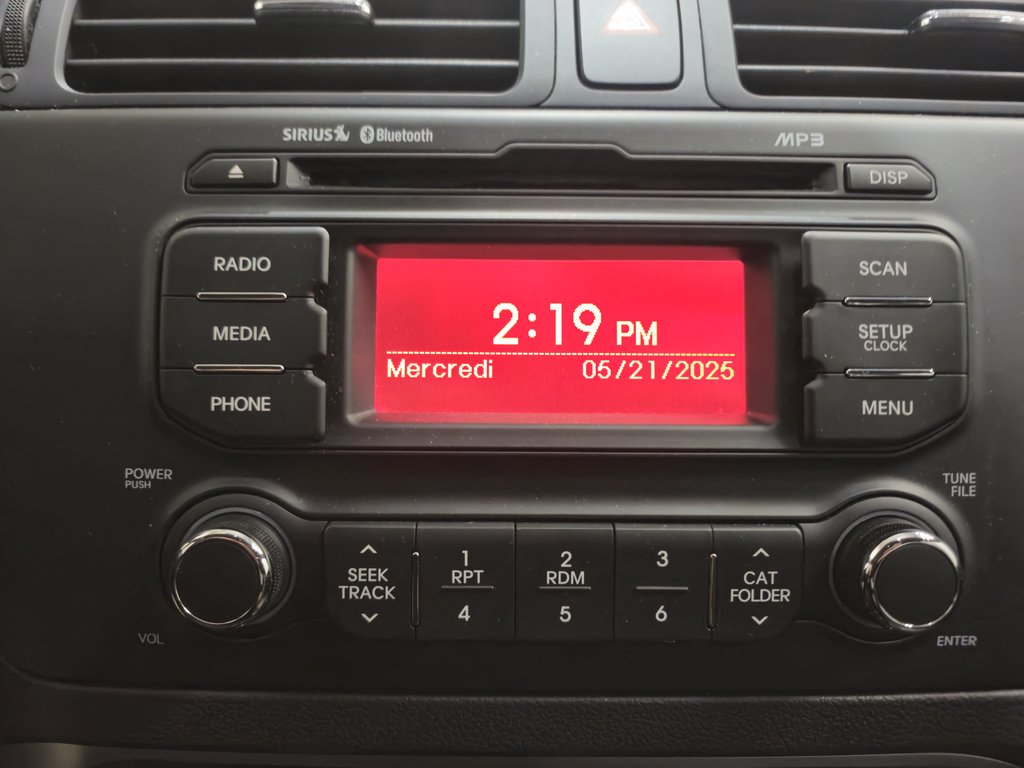 SIRIUS Bluetooth
MP3
DISP
RADIO
MEDIA
PHONE
2:19 PM
Mercredi 05/21/2025
SCAN
SETUP
CLOCK
MENU
POWER
PUSH
VOL
SEEK
TRACK
1
RPT
4
2
RDM
5
3
6
CAT
FOLDER
TUNE
FILE
ENTER